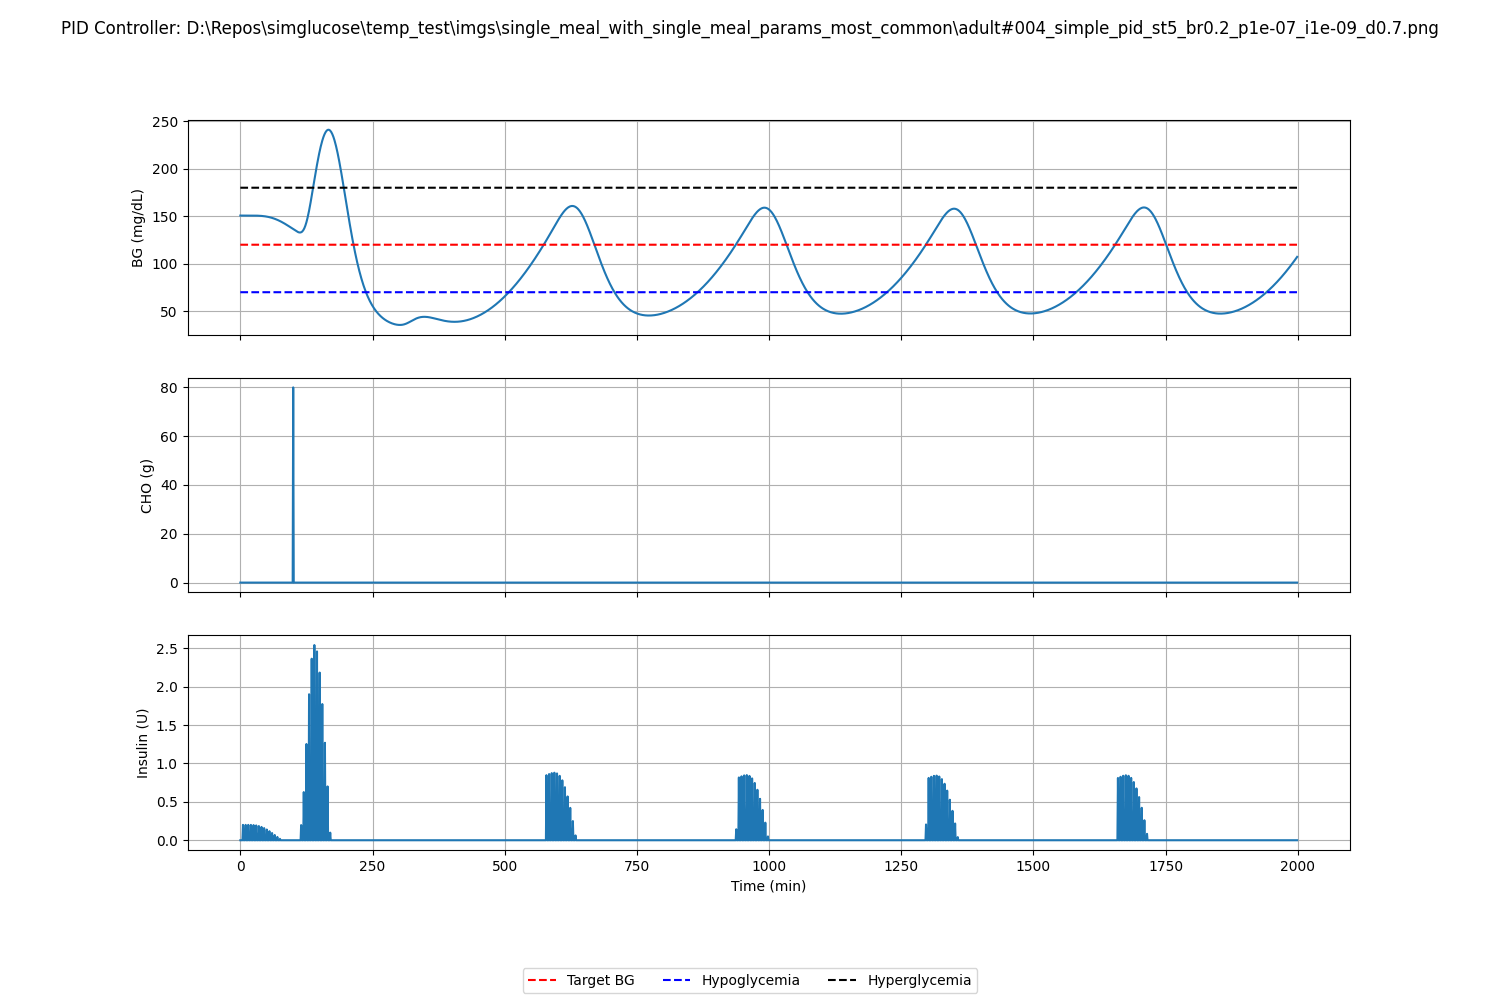 PID Controller: D:\Repos\simglucose\temp_test\imgs\single_meal_with_single_meal_params_most_common\adult#004_simple_pid_st5_br0.2_p1e-07_i1e-09_d0.7.png
250
200
150
100
50
BG (mg/dL)
80
60
40
20
0
CHO (g)
2.5
2.0
1.5
1.0
0.5
0.0
Insulin (U)
0 250 500 750 1000 1250 1500 1750 2000
Time (min)
Target BG Hypoglycemia Hyperglycemia